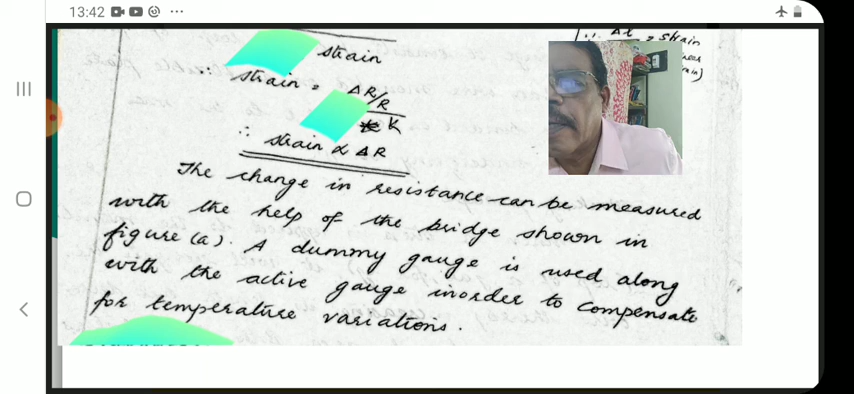 13:42
∴ Δl = strain
strain
∴ strain = ΔR/R
K
∴ strain ∝ ΔR
The change in resistance can be measured
with the help of the bridge shown in
figure (a). A dummy gauge is used along
with the active gauge inorder to compensate
for temperature variations.